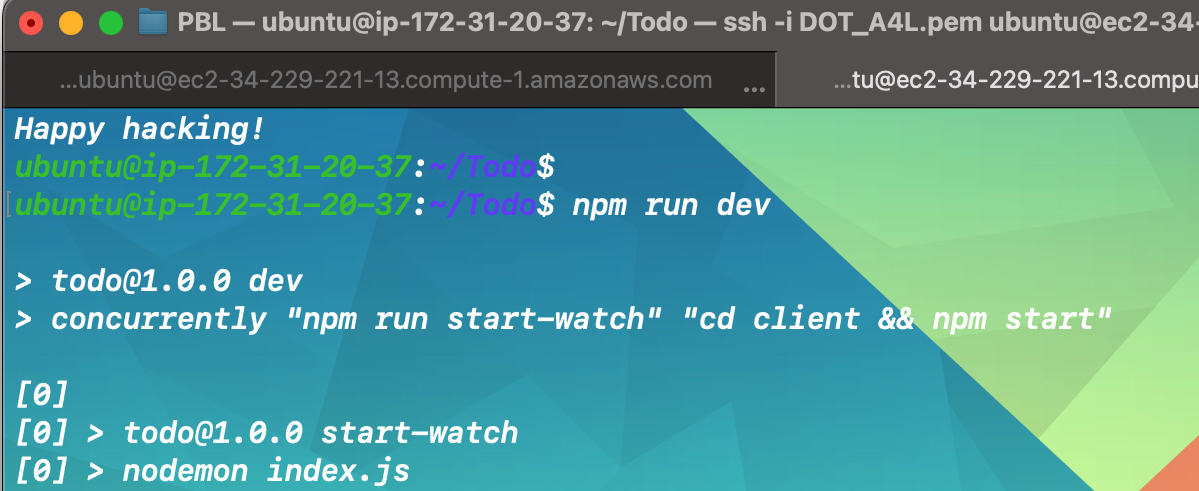 PBL — ubuntu@ip-172-31-20-37: ~/Todo — ssh -i DOT_A4L.pem ubuntu@ec2-34-
...ubuntu@ec2-34-229-221-13.compute-1.amazonaws.com ...
...tu@ec2-34-229-221-13.compu
Happy hacking!
ubuntu@ip-172-31-20-37:~/Todo$
[ubuntu@ip-172-31-20-37:~/Todo$ npm run dev
> todo@1.0.0 dev
> concurrently "npm run start-watch" "cd client && npm start"
[0]
[0] > todo@1.0.0 start-watch
[0] > nodemon index.js